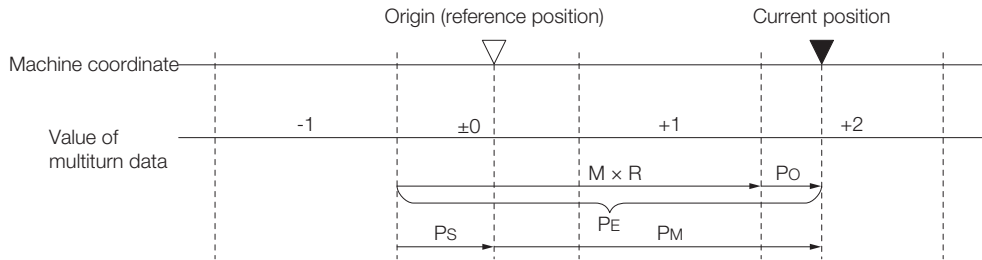 Origin (reference position) Current position
Machine coordinate
Value of
multiturn data
-1 ±0 +1 +2
M × R PO
PE
PS PM